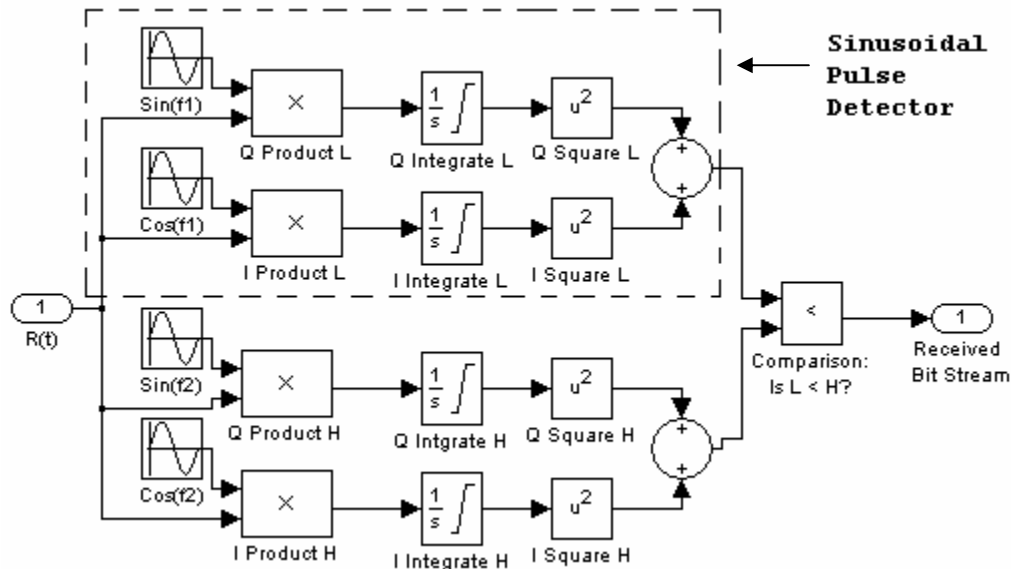 Sinusoidal
Pulse
Detector
Sin(f1)
×
Q Product L
1/s
Q Integrate L
u²
Q Square L
+
+
Cos(f1)
×
I Product L
1/s
I Integrate L
u²
I Square L
1
R(t)
<
Comparison:
Is L < H?
1
Received
Bit Stream
Sin(f2)
×
Q Product H
1/s
Q Intgrate H
u²
Q Square H
+
+
Cos(f2)
×
I Product H
1/s
I Integrate H
u²
I Square H